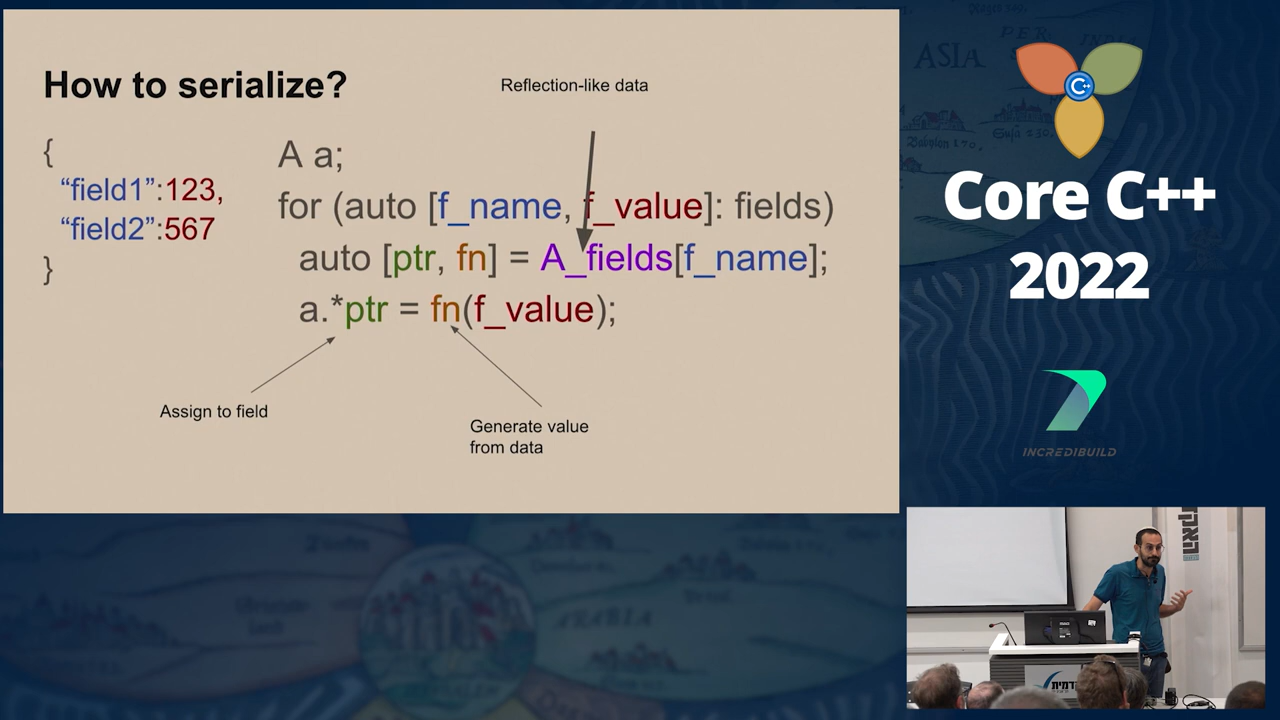 How to serialize?
Reflection-like data
{
“field1”:123,
“field2”:567
}
A a;
for (auto [f_name, f_value]: fields)
auto [ptr, fn] = A_fields[f_name];
a.*ptr = fn(f_value);
Assign to field
Generate value
from data
ASIA
C++
Core C++
2022
INCREDIBUILD